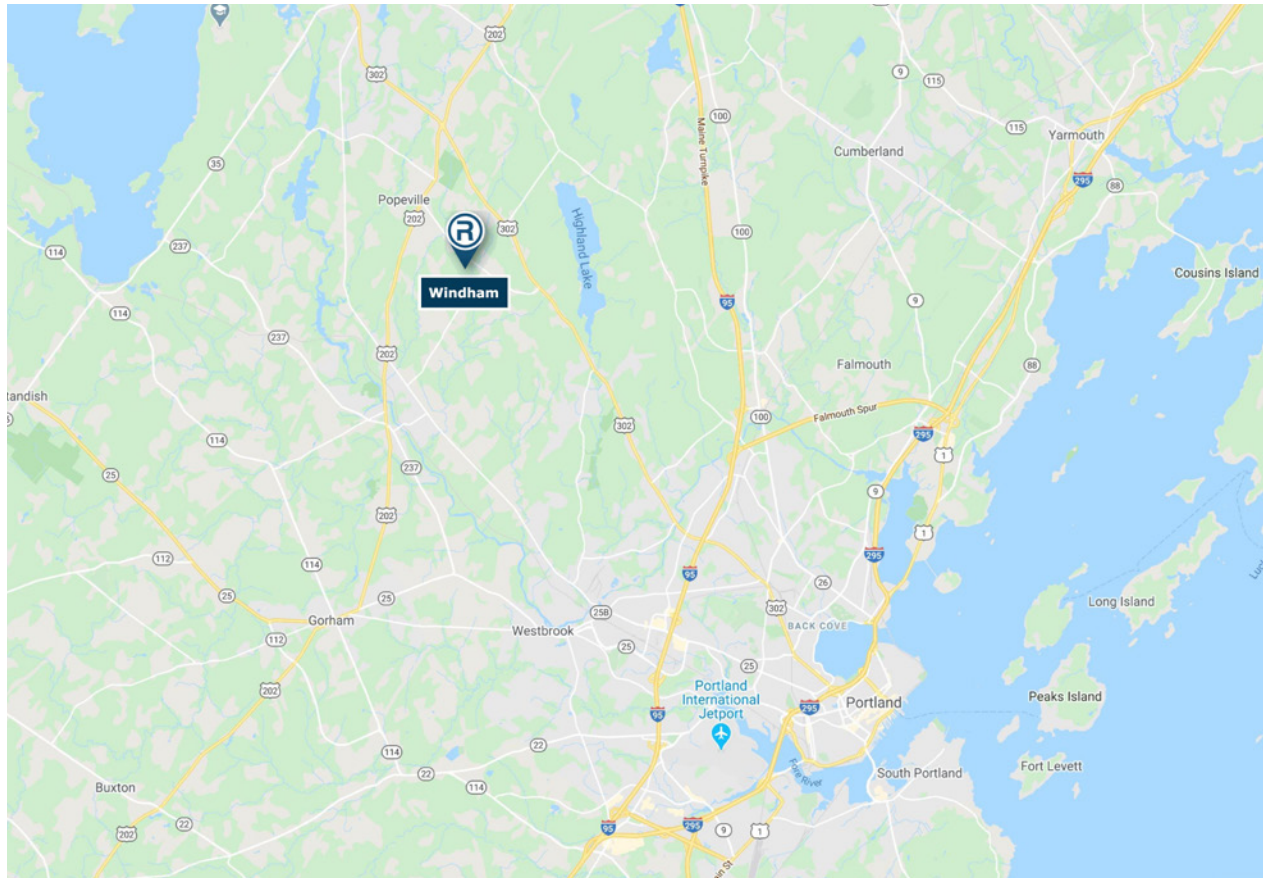 202
302
9
115
100
115
Yarmouth
Maine Turnpike
Cumberland
295
88
35
Popeville
202
R
302
Highland Lake
100
114
237
Cousins Island
Windham
95
9
114
237
202
Falmouth
88
tandish
100
Falmouth Spur
302
114
295
1
25
237
9
202
1
295
112
114
95
26
25
25
25B
302
Long Island
Gorham
Westbrook
BACK COVE
112
25
25
202
Portland
International
Jetport
Peaks Island
295
Portland
95
22
114
Fore River
Fort Levett
22
South Portland
114
Buxton
22
202
95
295
9
1